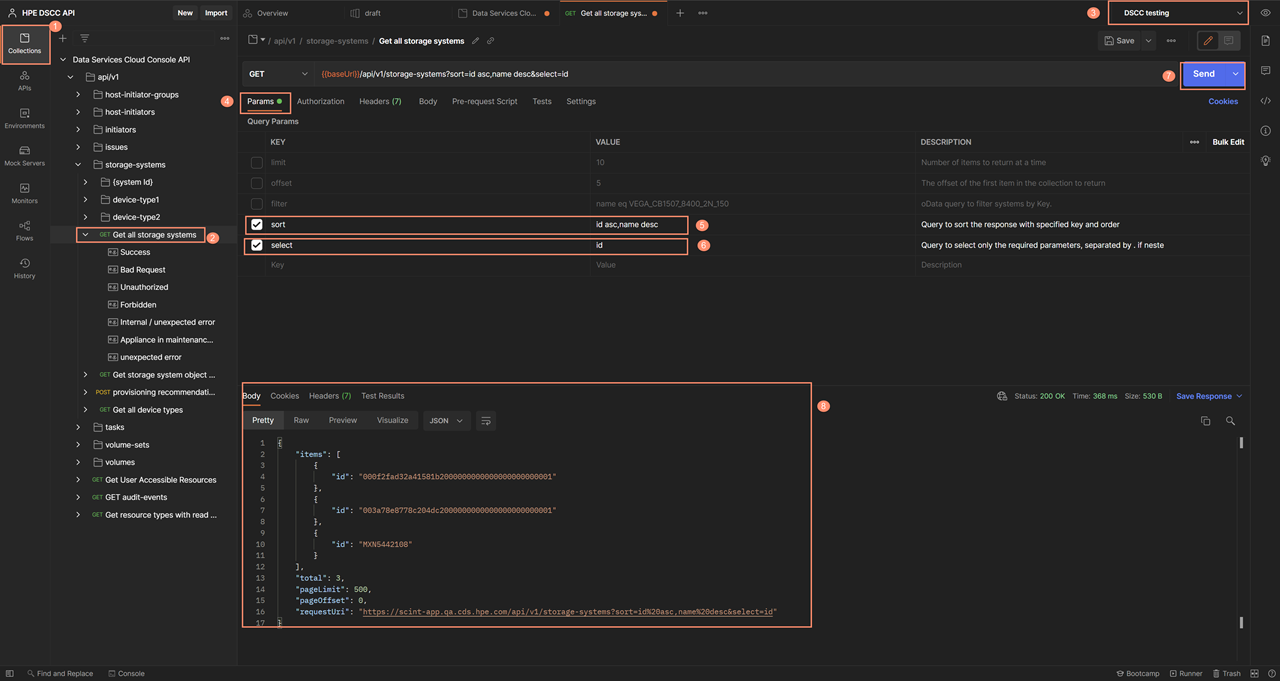 HPE DSCC API
New
Import
Overview
draft
Data Services Clo...
GET Get all storage sys...
3
DSCC testing
1
Collections
APIs
Environments
Mock Servers
Monitors
Flows
History
Data Services Cloud Console API
api/v1
host-initiator-groups
host-initiators
initiators
issues
storage-systems
{system Id}
device-type1
device-type2
GET Get all storage systems
2
Success
Bad Request
Unauthorized
Forbidden
Internal / unexpected error
Appliance in maintenanc...
unexpected error
GET Get storage system object ...
POST provisioning recommendati...
GET Get all device types
tasks
volume-sets
volumes
GET Get User Accessible Resources
GET GET audit-events
GET Get resource types with read ...
/ api/v1 / storage-systems / Get all storage systems
Save
GET
{{baseUrl}}/api/v1/storage-systems?sort=id asc,name desc&select=id
7
Send
4
Params
Authorization
Headers (7)
Body
Pre-request Script
Tests
Settings
Cookies
Query Params
KEY VALUE DESCRIPTION
Bulk Edit
limit 10 Number of items to return at a time
offset 5 The offset of the first item in the collection to return
filter name eq VEGA_CB1507_8400_2N_150 oData query to filter systems by Key.
sort id asc,name desc 5 Query to sort the response with specified key and order
select id 6 Query to select only the required parameters, separated by . if neste
Key Value Description
Body Cookies Headers (7) Test Results
Status: 200 OK Time: 368 ms Size: 530 B Save Response
8
Pretty Raw Preview Visualize JSON
1 {
2 "items": [
3 {
4 "id": "000f2fad32a41581b2000000000000000000000001"
5 },
6 {
7 "id": "003a78e8778c204dc2000000000000000000000001"
8 },
9 {
10 "id": "MXN5442108"
11 }
12 ],
13 "total": 3,
14 "pageLimit": 500,
15 "pageOffset": 0,
16 "requestUri": "https://scint-app.qa.cds.hpe.com/api/v1/storage-systems?sort=id%20asc,name%20desc&select=id"
17 }
Find and Replace
Console
Bootcamp
Runner
Trash